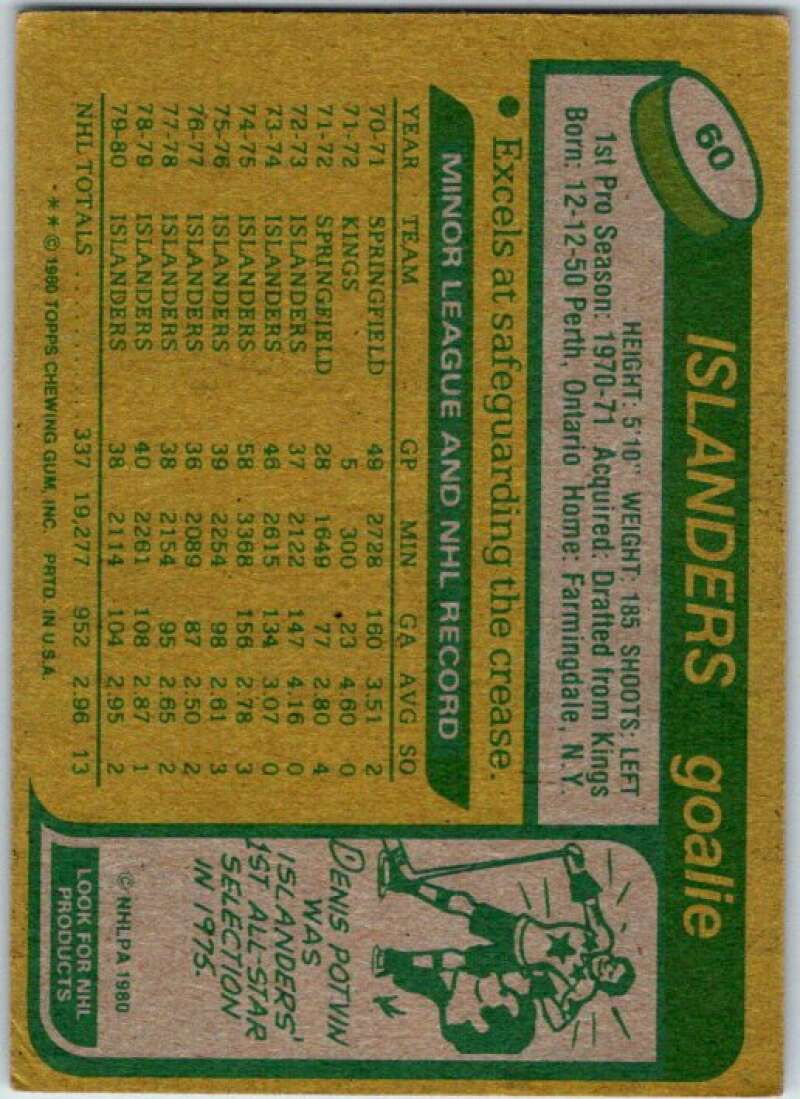 60
ISLANDERS goalie
HEIGHT: 5'10" WEIGHT: 185 SHOOTS: LEFT
1st Pro Season: 1970-71 Acquired: Drafted from Kings
Born: 12-12-50 Perth, Ontario Home: Farmingdale, N.Y.
● Excels at safeguarding the crease.
MINOR LEAGUE AND NHL RECORD
YEAR TEAM GP MIN GA AVG SO
70-71 SPRINGFIELD 49 2728 160 3.51 2
71-72 KINGS 5 300 23 4.60 0
71-72 SPRINGFIELD 28 1649 77 2.80 4
72-73 ISLANDERS 37 2122 147 4.16 0
73-74 ISLANDERS 46 2615 134 3.07 0
74-75 ISLANDERS 58 3368 156 2.78 3
75-76 ISLANDERS 39 2254 98 2.61 3
76-77 ISLANDERS 36 2089 87 2.50 2
77-78 ISLANDERS 38 2154 95 2.65 2
78-79 ISLANDERS 40 2261 108 2.87 1
79-80 ISLANDERS 38 2114 104 2.95 2
NHL TOTALS ........... 337 19,277 952 2.96 13
** © 1980 TOPPS CHEWING GUM, INC. PRTD. IN U.S.A.
DENIS POTVIN
WAS
ISLANDERS'
1ST ALL-STAR
SELECTION
IN 1975.
© NHLPA 1980
LOOK FOR NHL
PRODUCTS